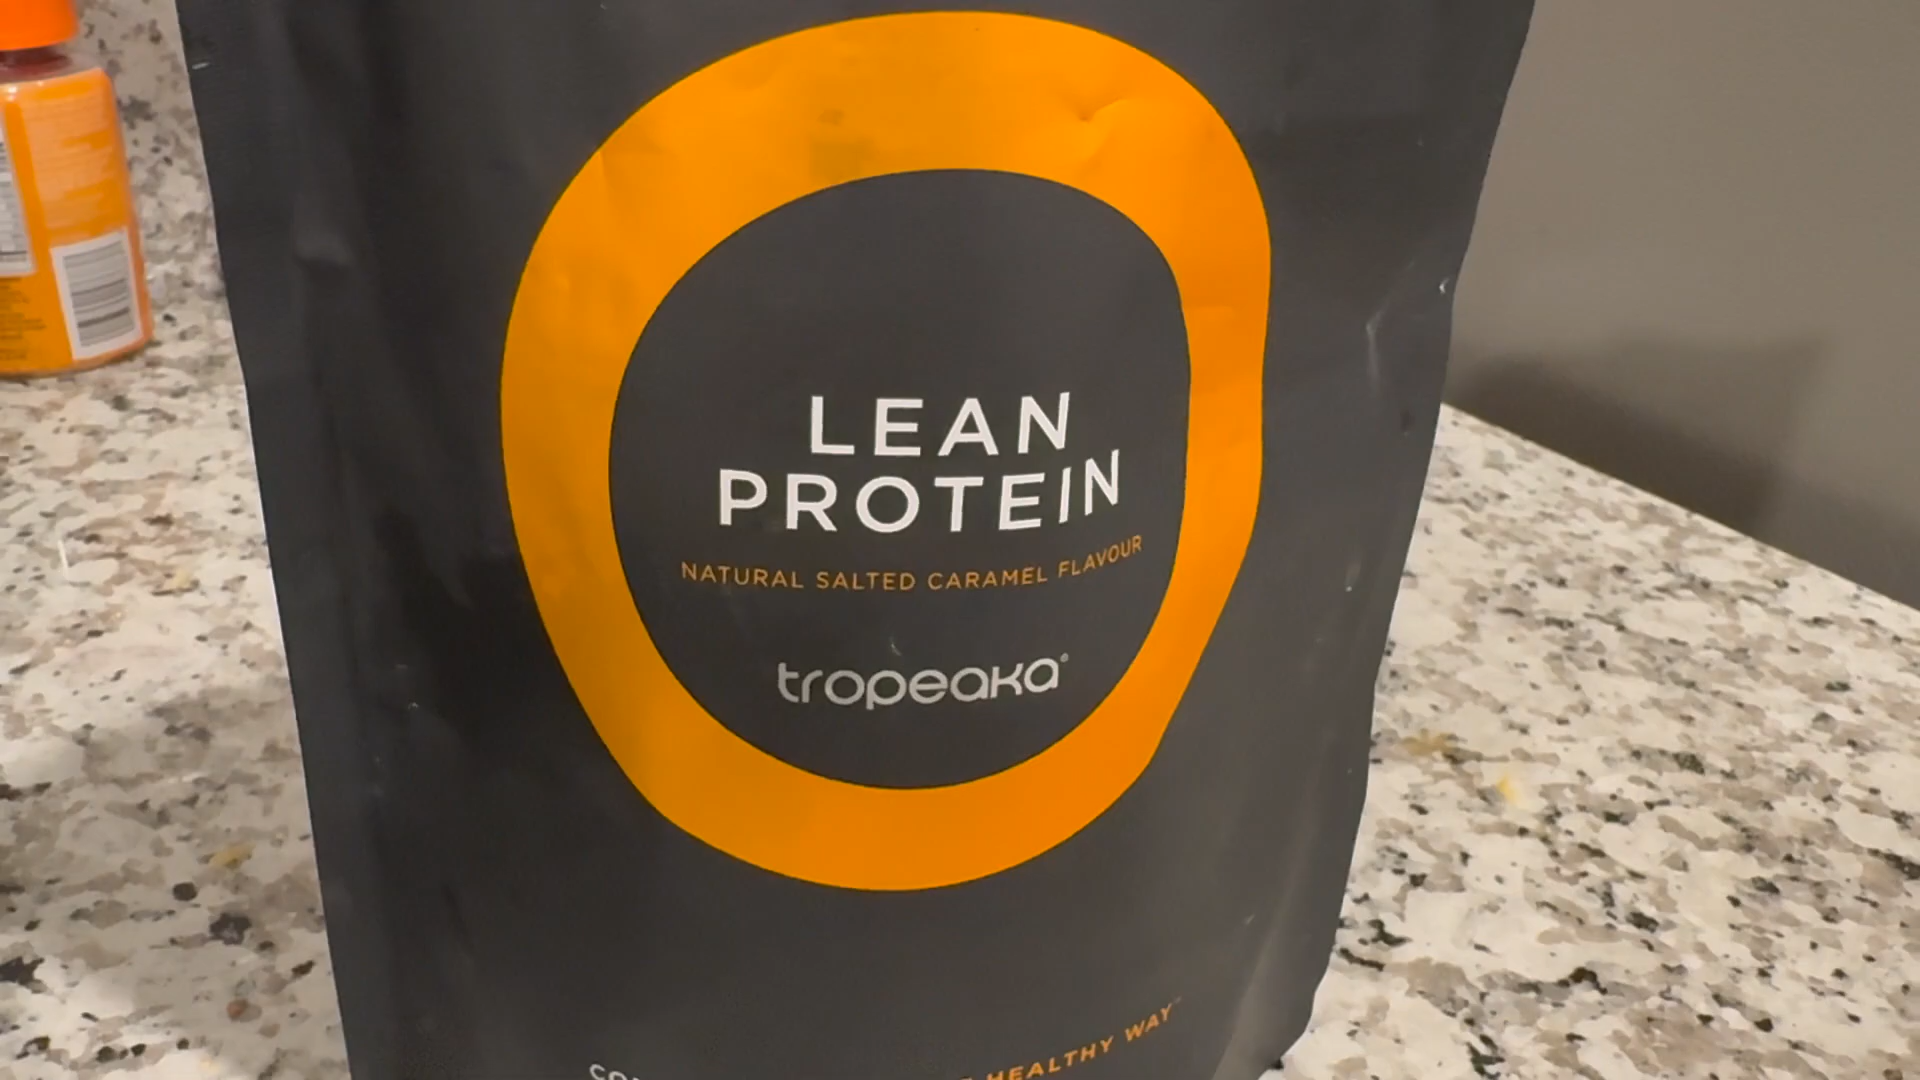 LEAN
PROTEIN
NATURAL SALTED CARAMEL FLAVOUR
tropeaka®
HEALTHY WAY